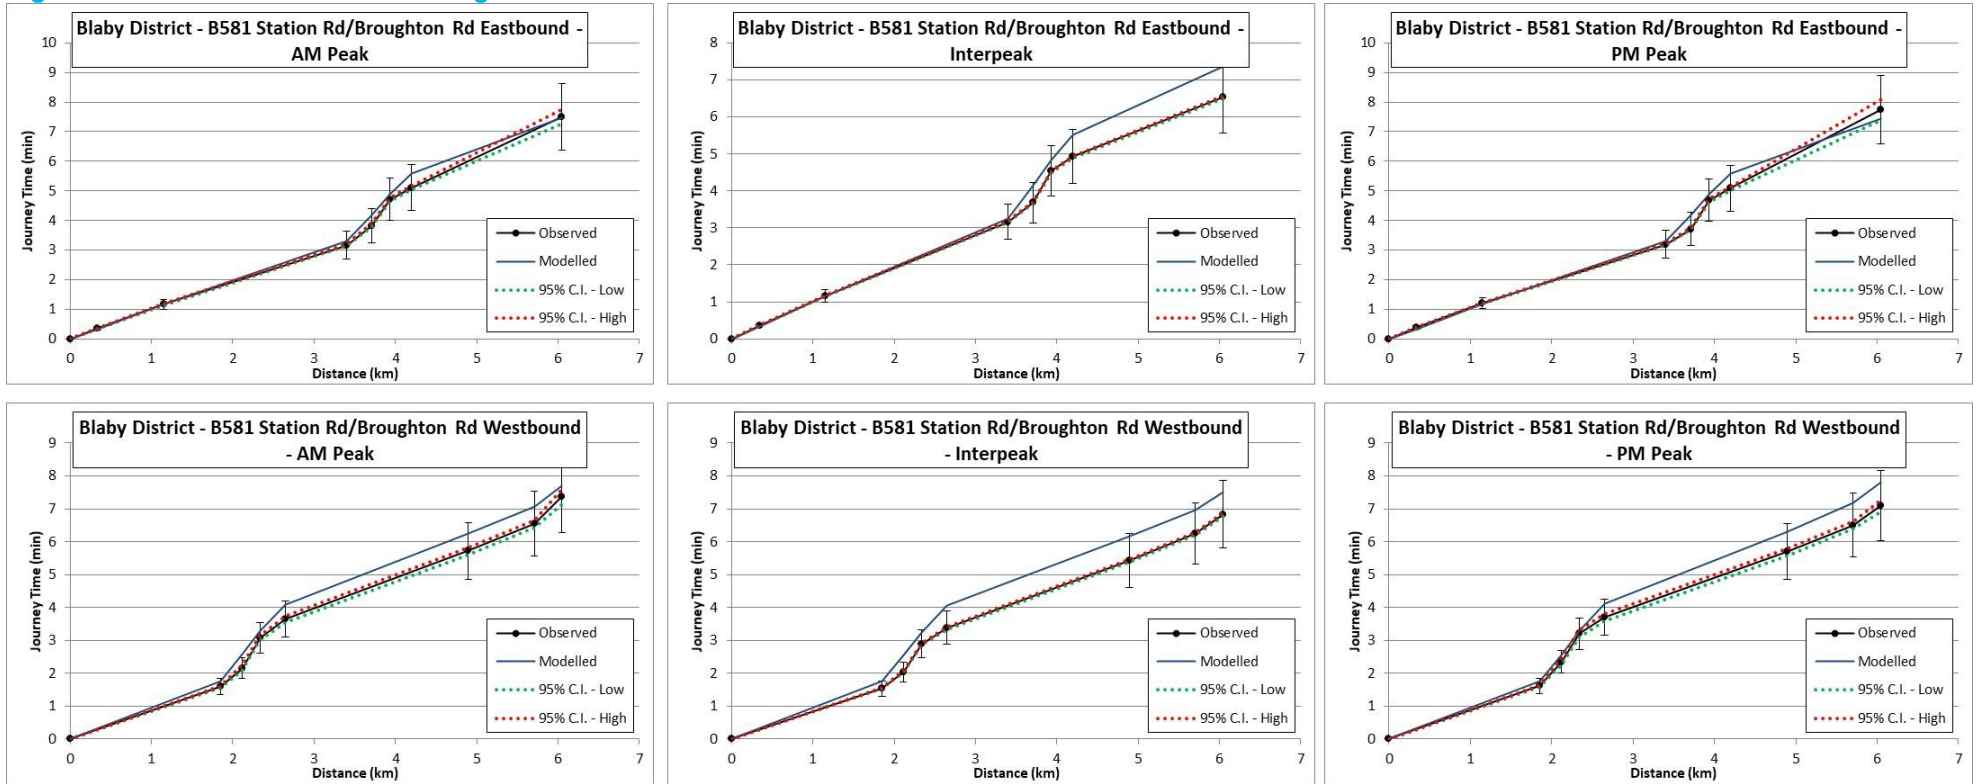 Blaby District - B581 Station Rd/Broughton Rd Eastbound -
AM Peak
10
9
8
7
6
5
4
3
2
1
0
Journey Time (min)
Observed
Modelled
95% C.I. - Low
95% C.I. - High
0 1 2 3 4 5 6 7
Distance (km)
Blaby District - B581 Station Rd/Broughton Rd Eastbound -
Interpeak
8
7
6
5
4
3
2
1
0
Journey Time (min)
Observed
Modelled
95% C.I. - Low
95% C.I. - High
0 1 2 3 4 5 6 7
Distance (km)
Blaby District - B581 Station Rd/Broughton Rd Eastbound -
PM Peak
10
9
8
7
6
5
4
3
2
1
0
Journey Time (min)
Observed
Modelled
95% C.I. - Low
95% C.I. - High
0 1 2 3 4 5 6 7
Distance (km)
Blaby District - B581 Station Rd/Broughton Rd Westbound
- AM Peak
9
8
7
6
5
4
3
2
1
0
Journey Time (min)
Observed
Modelled
95% C.I. - Low
95% C.I. - High
0 1 2 3 4 5 6 7
Distance (km)
Blaby District - B581 Station Rd/Broughton Rd Westbound
- Interpeak
9
8
7
6
5
4
3
2
1
0
Journey Time (min)
Observed
Modelled
95% C.I. - Low
95% C.I. - High
0 1 2 3 4 5 6 7
Distance (km)
Blaby District - B581 Station Rd/Broughton Rd Westbound
- PM Peak
9
8
7
6
5
4
3
2
1
0
Journey Time (min)
Observed
Modelled
95% C.I. - Low
95% C.I. - High
0 1 2 3 4 5 6 7
Distance (km)